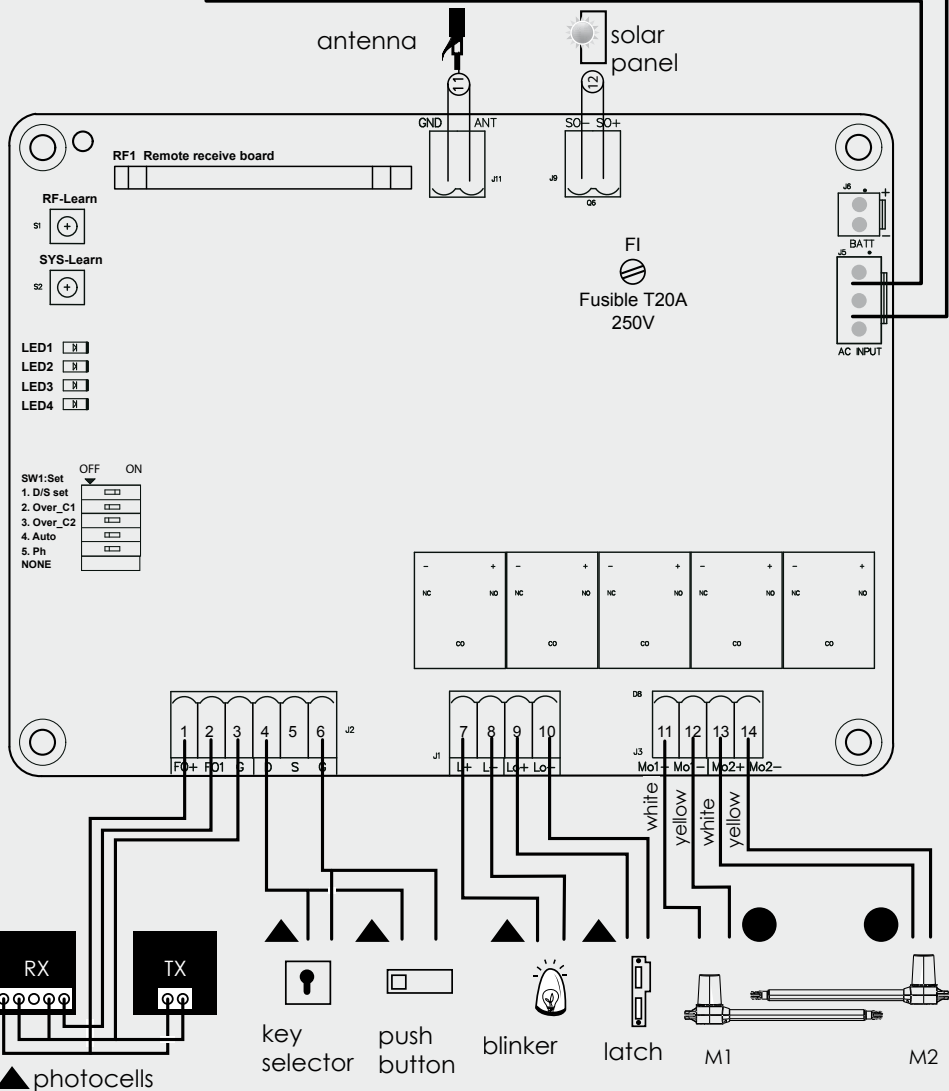 antenna
solar
panel
11
12
GND ANT
SO- SO+
RF1 Remote receive board
J11
J9
Q6
J6
+
-
BATT
J5
AC INPUT
RF-Learn
S1
SYS-Learn
S2
FI
Fusible T20A
250V
LED1
LED2
LED3
LED4
OFF ON
SW1:Set
1. D/S set
2. Over_C1
3. Over_C2
4. Auto
5. Ph
NONE
- + - + - + - + - +
NC NO NC NO NC NO NC NO NC NO
CO CO CO CO CO
D8
1 2 3 4 5 6 J2
7 8 9 10
11 12 13 14
J1
J3
FO+ FO1 G O S G
L+ L- Lo+ Lo-
Mo1+ Mo1- Mo2+ Mo2-
white
yellow
white
yellow
RX
TX
key
selector
push
button
blinker
latch
M1
M2
photocells